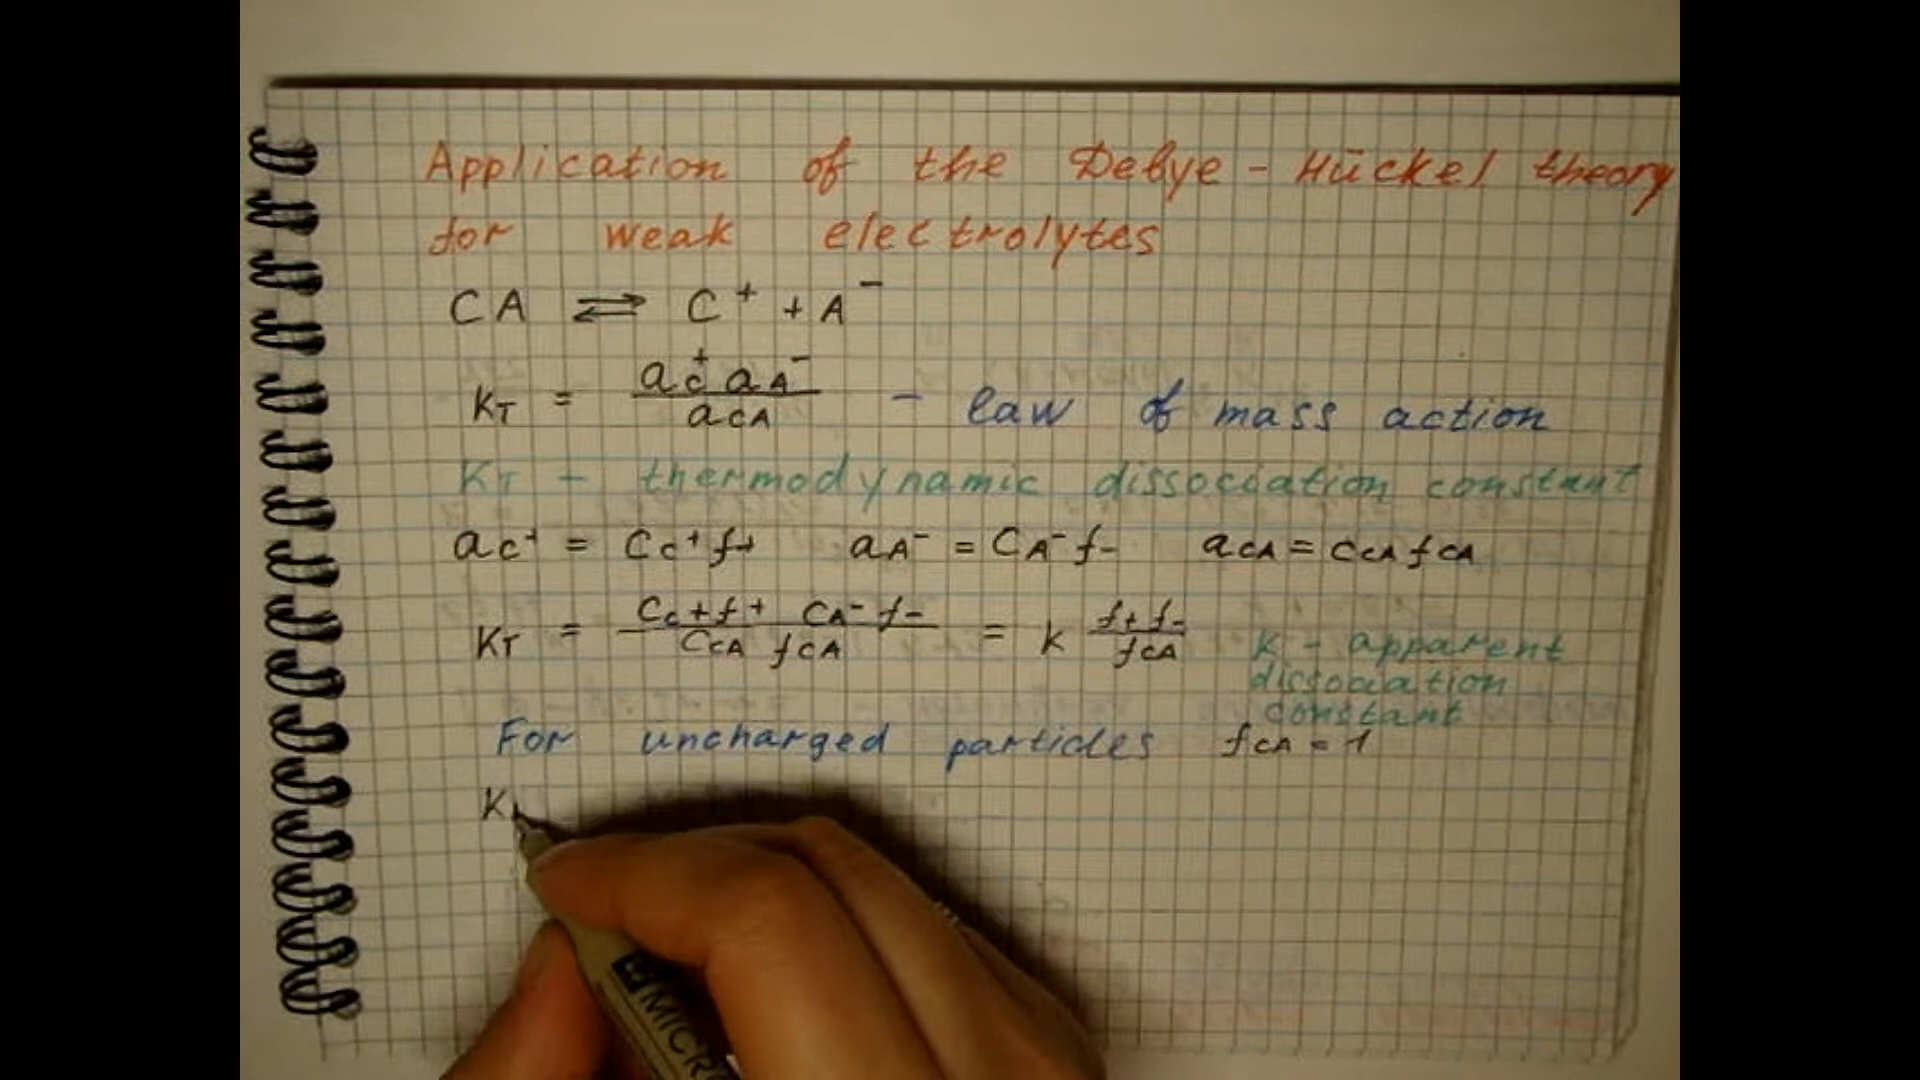 Application of the Debye - Hückel theory
for weak electrolytes
CA ⇌ C⁺ + A⁻
K_T = a_C⁺ a_A⁻ / a_CA - law of mass action
K_T - thermodynamic dissociation constant
a_C⁺ = C_C⁺ f₊ a_A⁻ = C_A⁻ f₋ a_CA = C_CA f_CA
K_T = C_C⁺ f₊ C_A⁻ f₋ / C_CA f_CA = K f₊ f₋ / f_CA K - apparent
dissociation
constant
For uncharged particles f_CA = 1
K
MICR